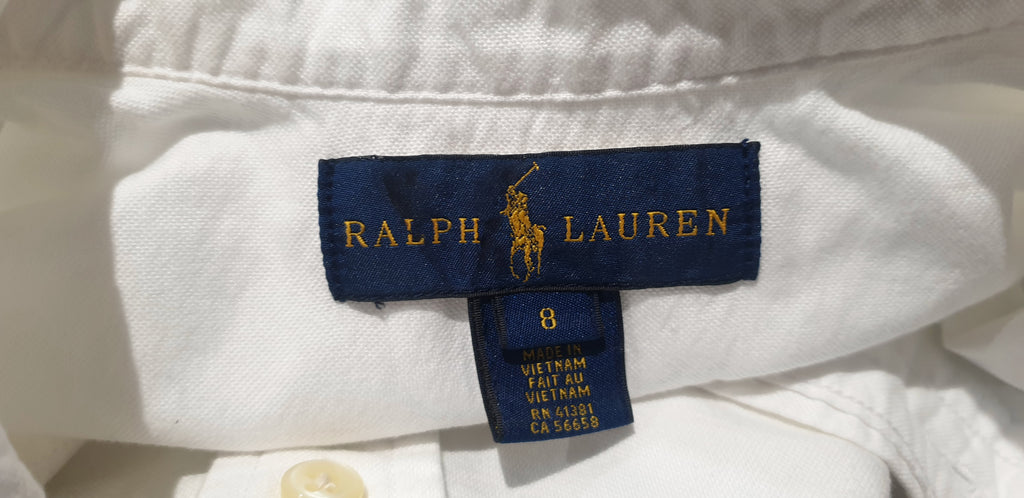 RALPH LAUREN
8
MADE IN
VIETNAM
FAIT AU
VIETNAM
RN 41381
CA 56658